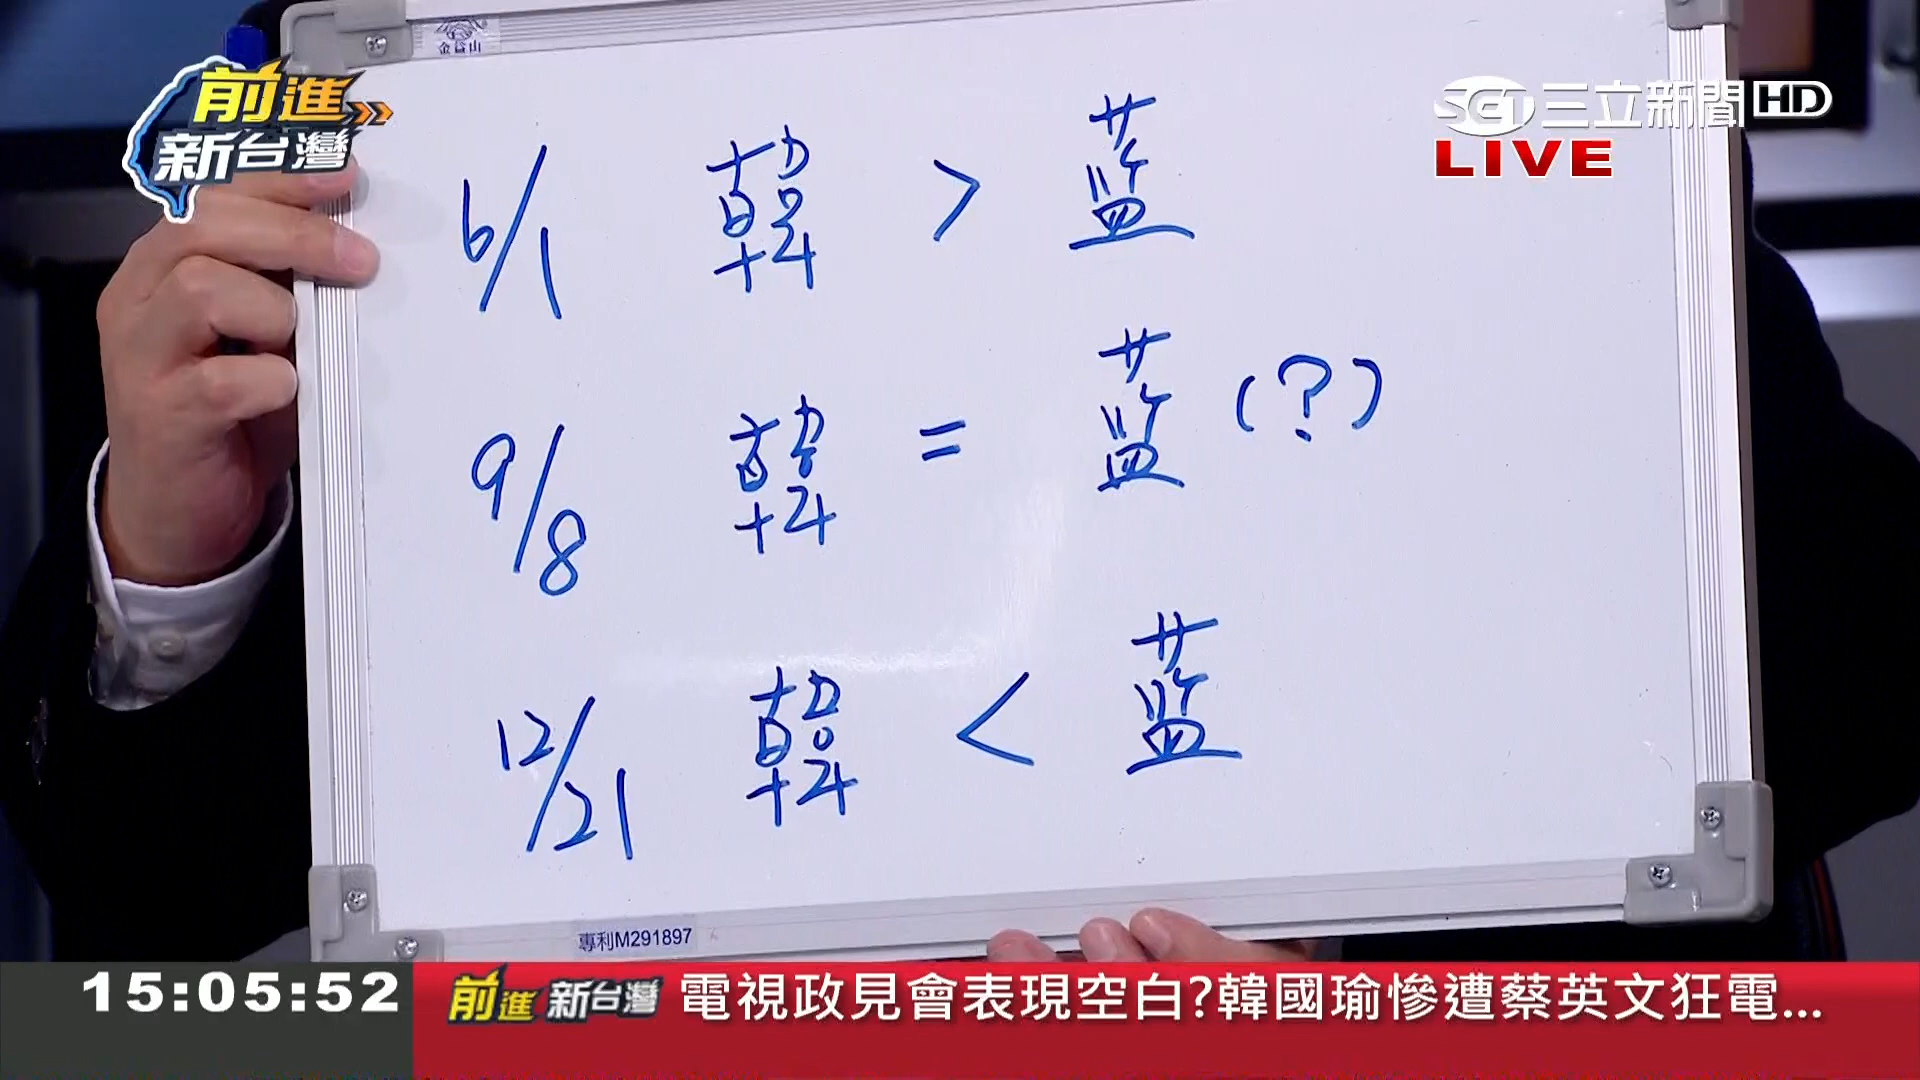 金益山
前進
新台灣
SET三立新聞HD
LIVE
6/1 韓 > 藍
9/8 韓 = 藍 (?)
12/21 韓 < 藍
專利M291897
15:05:52 前進新台灣 電視政見會表現空白?韓國瑜慘遭蔡英文狂電...